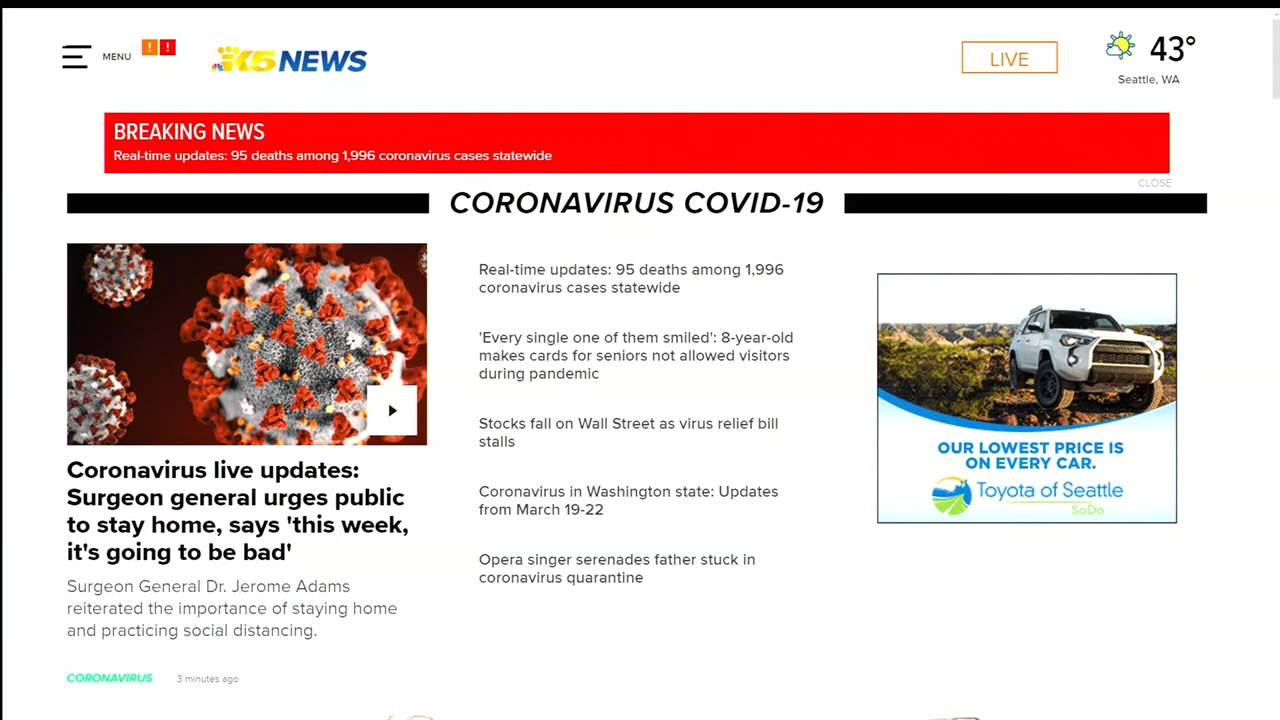 MENU
!
!
K5 NEWS
LIVE
43°
Seattle, WA
BREAKING NEWS
Real-time updates: 95 deaths among 1,996 coronavirus cases statewide
CLOSE
CORONAVIRUS COVID-19
Coronavirus live updates:
Surgeon general urges public
to stay home, says 'this week,
it's going to be bad'
Surgeon General Dr. Jerome Adams
reiterated the importance of staying home
and practicing social distancing.
CORONAVIRUS
3 minutes ago
Real-time updates: 95 deaths among 1,996
coronavirus cases statewide
'Every single one of them smiled': 8-year-old
makes cards for seniors not allowed visitors
during pandemic
Stocks fall on Wall Street as virus relief bill
stalls
Coronavirus in Washington state: Updates
from March 19-22
Opera singer serenades father stuck in
coronavirus quarantine
OUR LOWEST PRICE IS
ON EVERY CAR.
Toyota of Seattle
SoDo